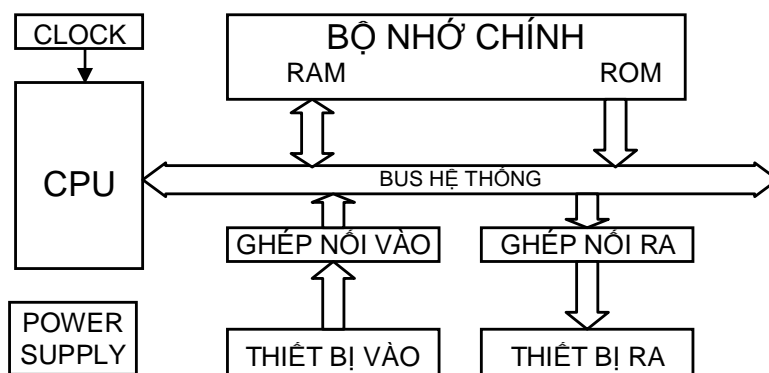 CLOCK
BỘ NHỚ CHÍNH
RAM ROM
CPU
BUS HỆ THỐNG
GHÉP NỐI VÀO
GHÉP NỐI RA
POWER
SUPPLY
THIẾT BỊ VÀO
THIẾT BỊ RA